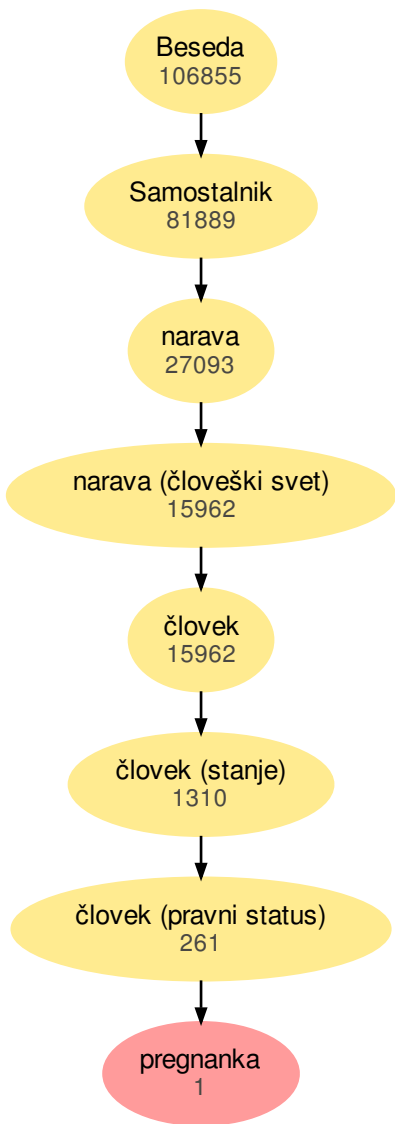 Beseda
106855
Samostalnik
81889
narava
27093
narava (človeški svet)
15962
človek
15962
človek (stanje)
1310
človek (pravni status)
261
pregnanka
1